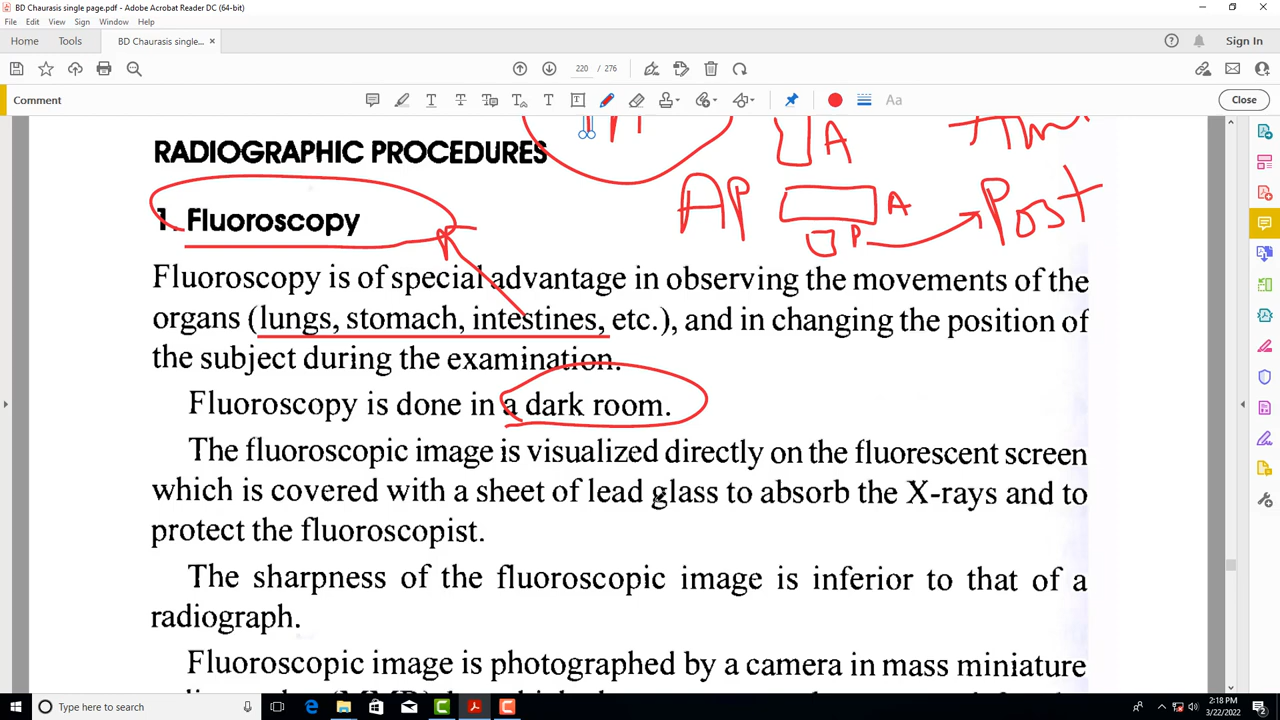 BD Chaurasis single page.pdf - Adobe Acrobat Reader DC (64-bit)
File Edit View Sign Window Help
Home Tools BD Chaurasis single... × Sign In
220 / 276
Comment Aa Close
A
RADIOGRAPHIC PROCEDURES
AP A Post
P
1. Fluoroscopy
Fluoroscopy is of special advantage in observing the movements of the
organs (lungs, stomach, intestines, etc.), and in changing the position of
the subject during the examination.
Fluoroscopy is done in a dark room.
The fluoroscopic image is visualized directly on the fluorescent screen
which is covered with a sheet of lead glass to absorb the X-rays and to
protect the fluoroscopist.
The sharpness of the fluoroscopic image is inferior to that of a
radiograph.
Fluoroscopic image is photographed by a camera in mass miniature
Type here to search
2:18 PM
3/22/2022
2